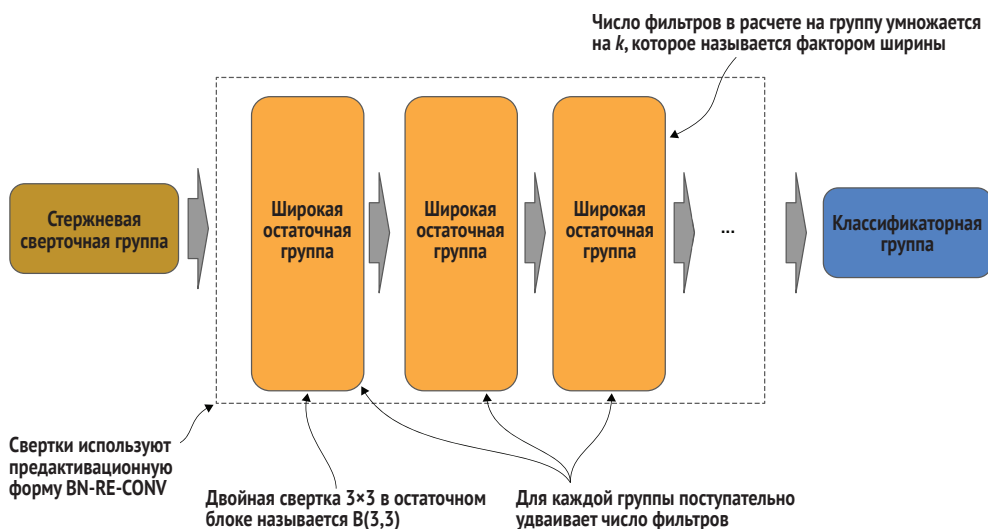 Число фильтров в расчете на группу умножается
на k, которое называется фактором ширины
Стержневая
сверточная группа
Широкая
остаточная
группа
Широкая
остаточная
группа
Широкая
остаточная
группа
...
Классификаторная
группа
Свертки используют
предактивационную
форму BN-RE-CONV
Двойная свертка 3×3 в остаточном
блоке называется B(3,3)
Для каждой группы поступательно
удваивает число фильтров